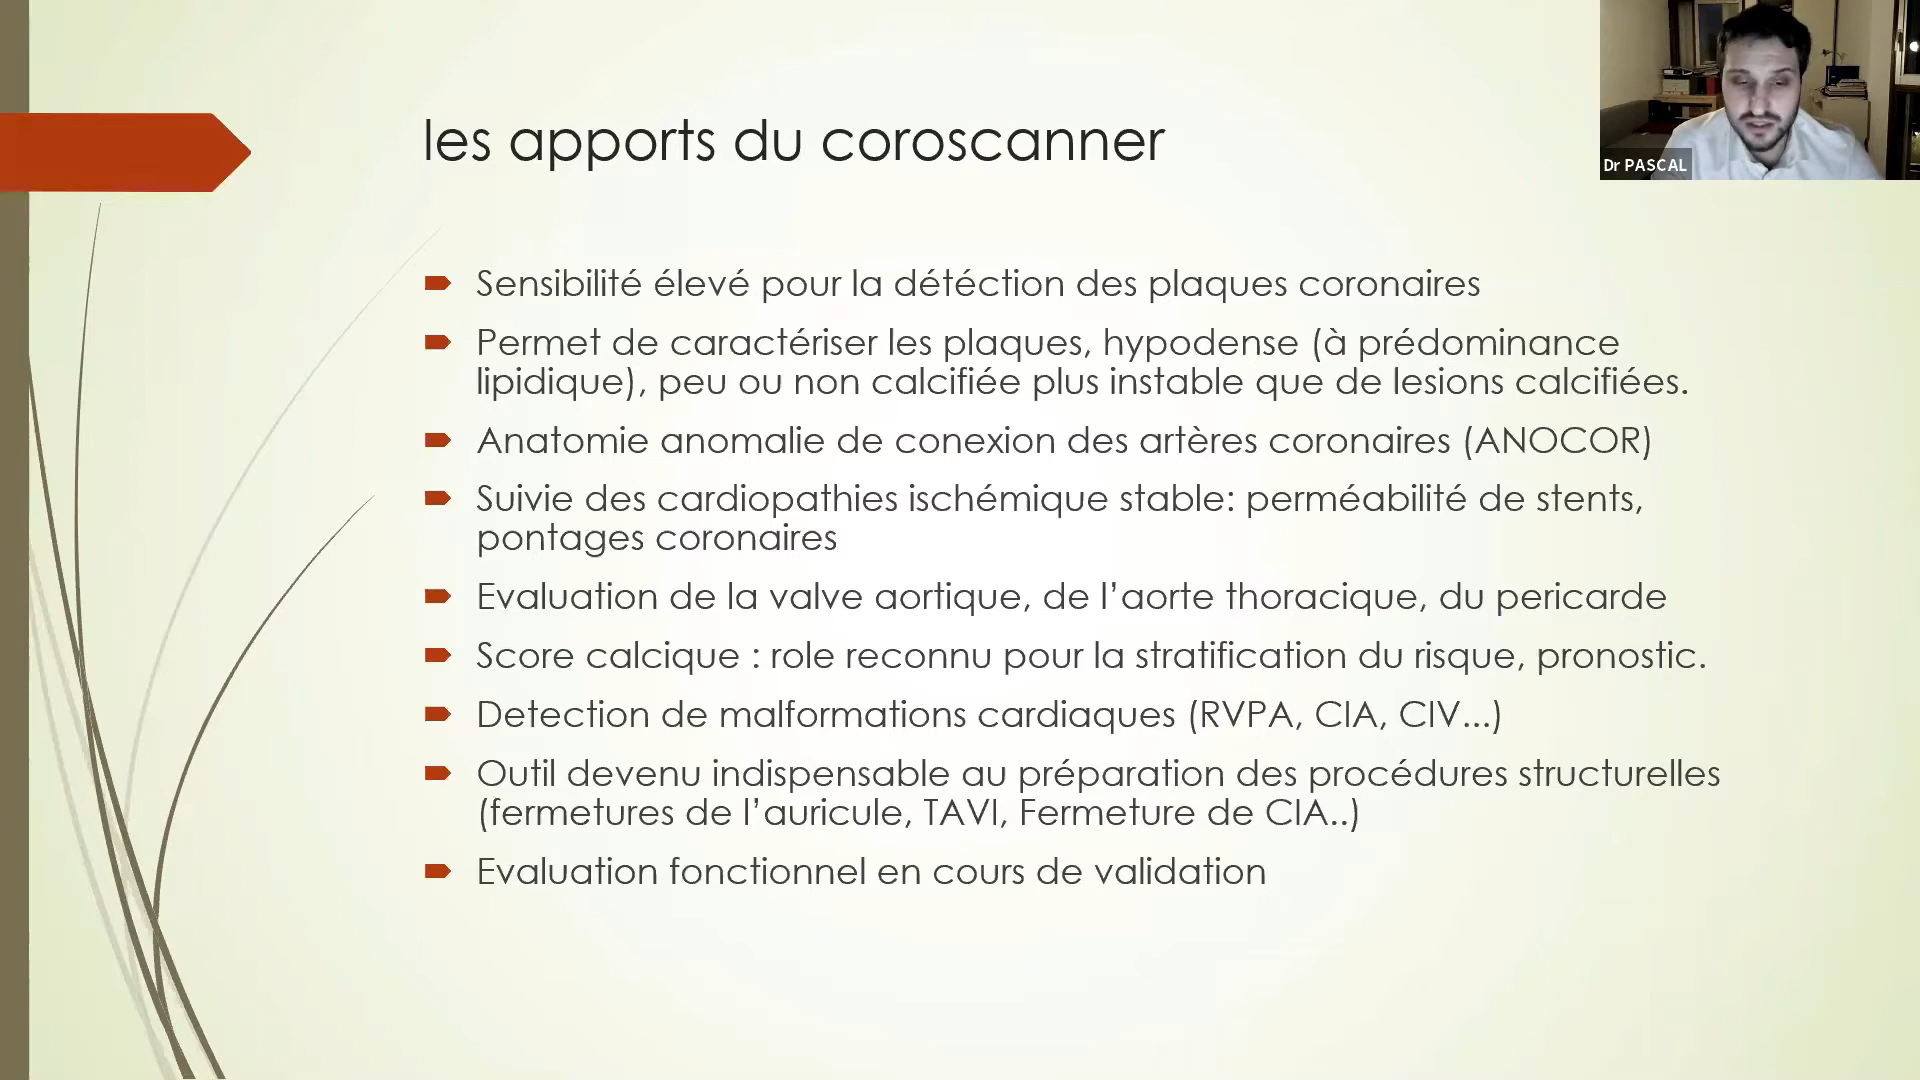 les apports du coroscanner
Dr PASCAL
Sensibilité élevé pour la détéction des plaques coronaires
Permet de caractériser les plaques, hypodense (à prédominance
lipidique), peu ou non calcifiée plus instable que de lesions calcifiées.
Anatomie anomalie de conexion des artères coronaires (ANOCOR)
Suivie des cardiopathies ischémique stable: perméabilité de stents,
pontages coronaires
Evaluation de la valve aortique, de l’aorte thoracique, du pericarde
Score calcique : role reconnu pour la stratification du risque, pronostic.
Detection de malformations cardiaques (RVPA, CIA, CIV...)
Outil devenu indispensable au préparation des procédures structurelles
(fermetures de l’auricule, TAVI, Fermeture de CIA..)
Evaluation fonctionnel en cours de validation